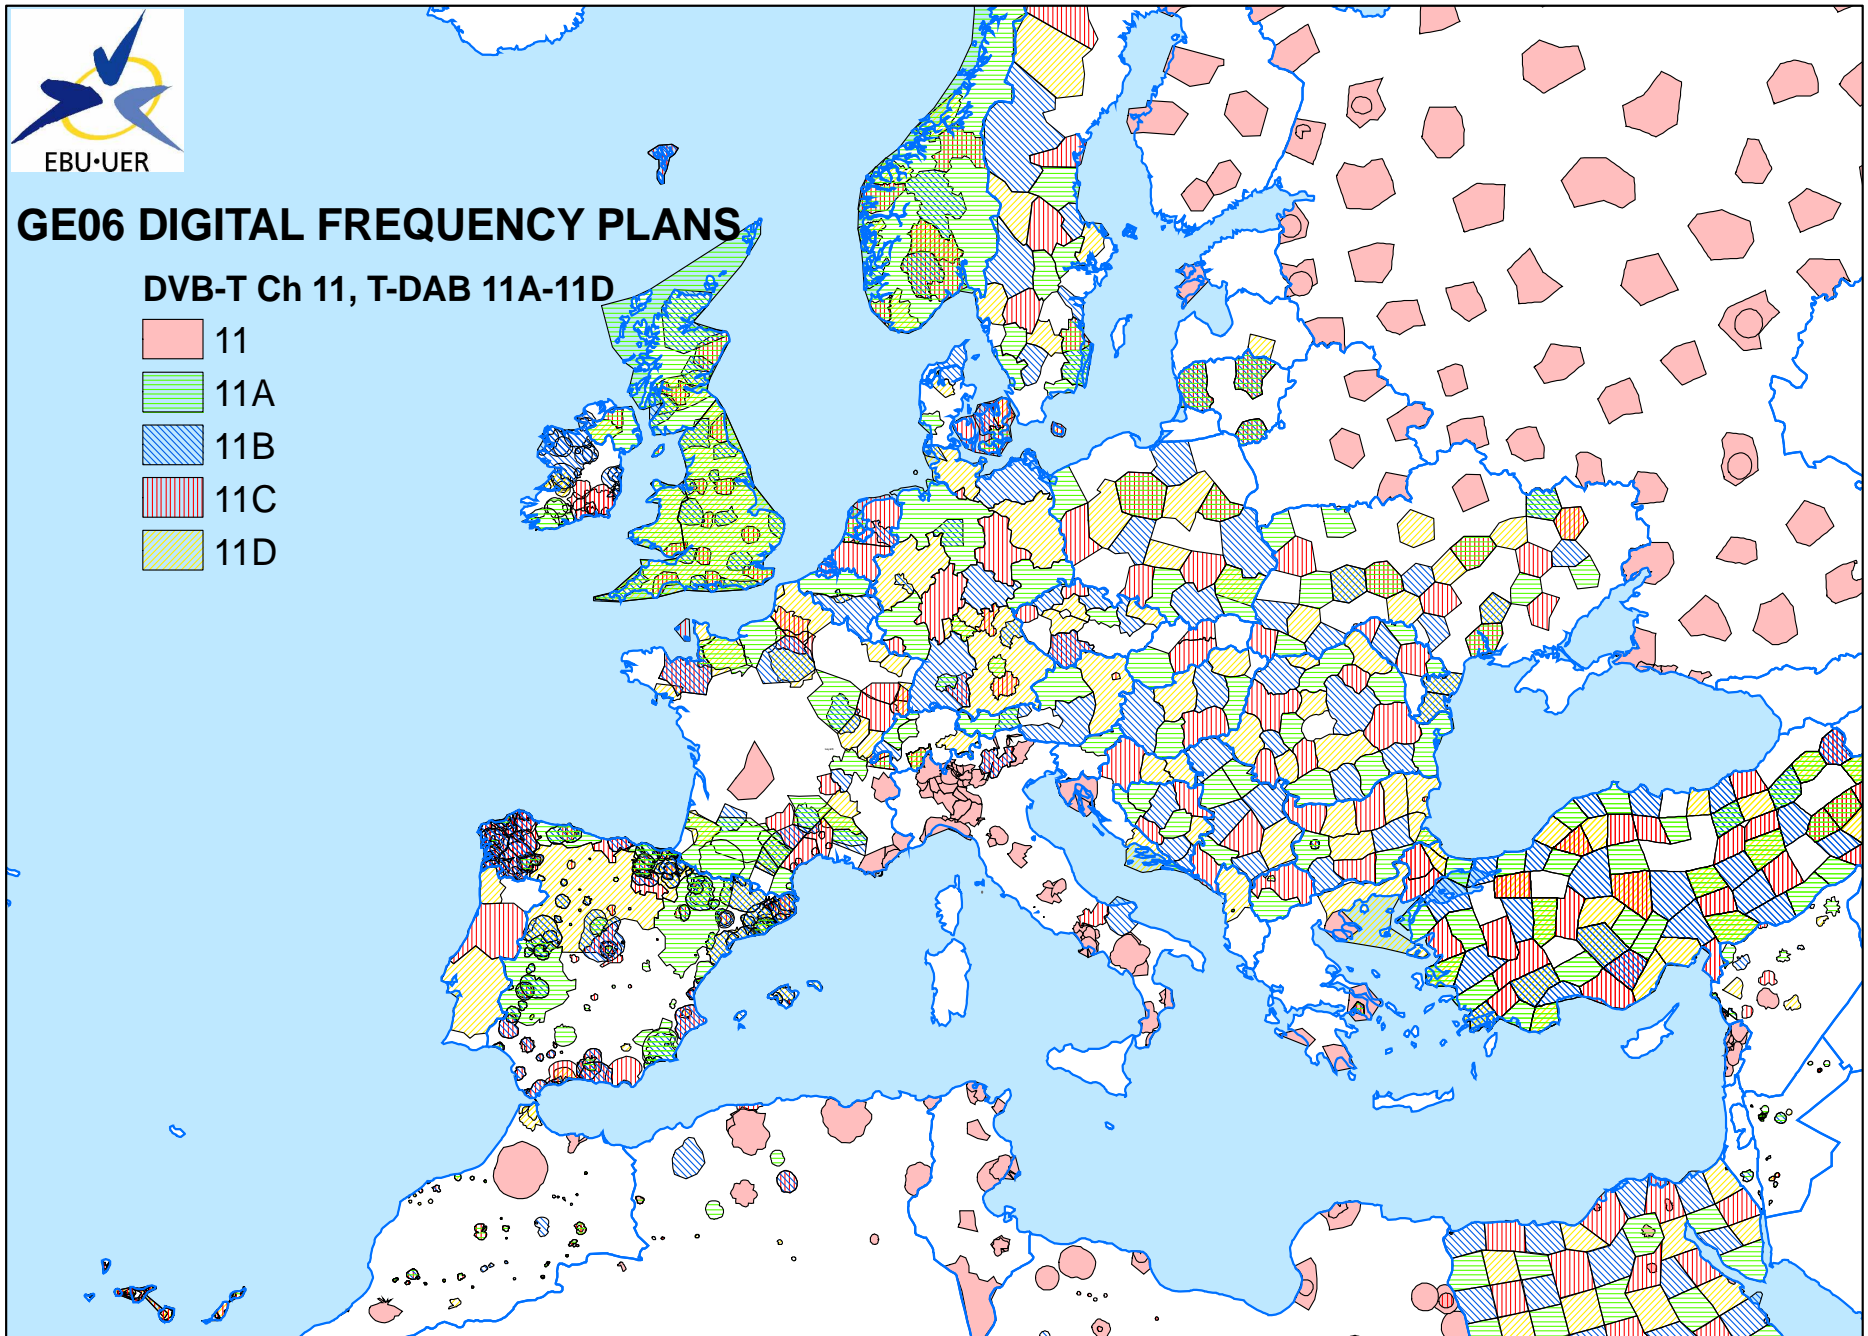 EBU·UER
GE06 DIGITAL FREQUENCY PLANS
DVB-T Ch 11, T-DAB 11A-11D
11
11A
11B
11C
11D